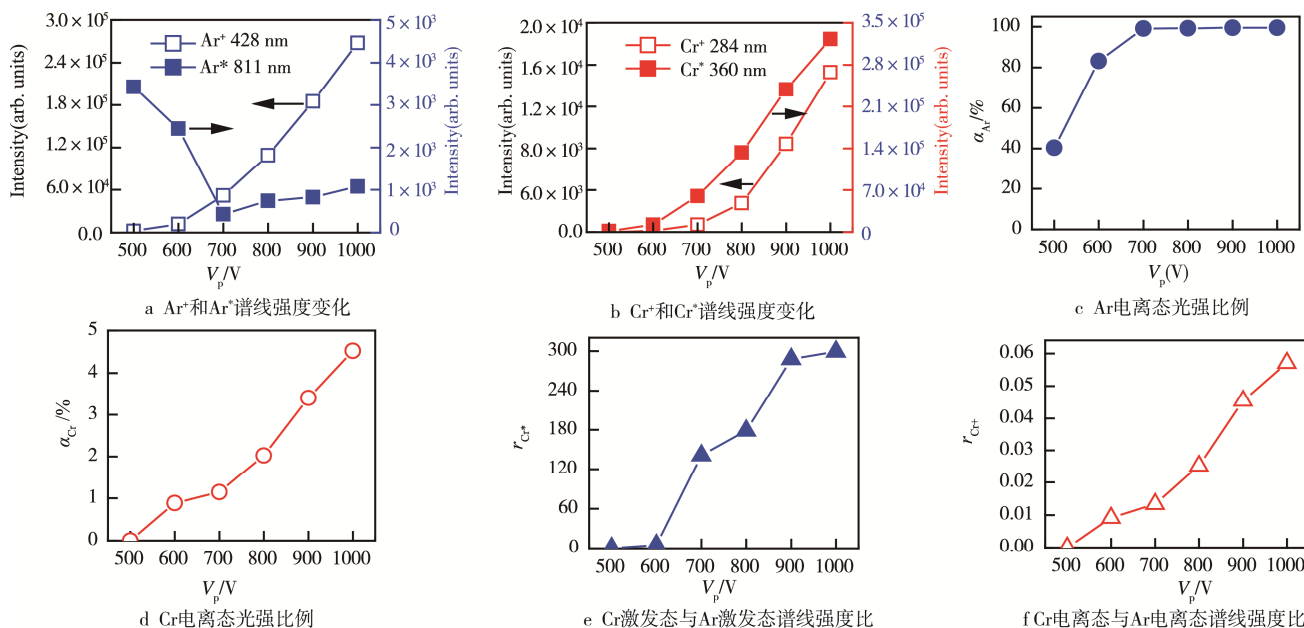 Intensity(arb. units)
3.0 × 10⁵
2.4 × 10⁵
1.8 × 10⁵
1.2 × 10⁵
6.0 × 10⁴
0.0
Ar⁺ 428 nm
Ar* 811 nm
5 × 10³
4 × 10³
3 × 10³
2 × 10³
1 × 10³
0
Intensity(arb. units)
500 600 700 800 900 1000
Vₚ/V
a Ar⁺和Ar*谱线强度变化
Intensity(arb. units)
2.0 × 10⁴
1.6 × 10⁴
1.2 × 10⁴
8.0 × 10³
6.0 × 10³
0.0
Cr⁺ 284 nm
Cr* 360 nm
3.5 × 10⁵
2.8 × 10⁵
2.1 × 10⁵
1.4 × 10⁵
7.0 × 10⁴
0
Intensity(arb. units)
500 600 700 800 900 1000
Vₚ/V
b Cr⁺和Cr*谱线强度变化
α_Ar/%
100
80
60
40
20
0
500 600 700 800 900 1000
Vₚ(V)
c Ar电离态光强比例
α_Cr/%
5
4
3
2
1
0
500 600 700 800 900 1000
Vₚ/V
d Cr电离态光强比例
r_Cr*
300
240
180
120
60
0
500 600 700 800 900 1000
Vₚ/V
e Cr激发态与Ar激发态谱线强度比
r_Cr+
0.06
0.05
0.04
0.03
0.02
0.01
0.00
500 600 700 800 900 1000
Vₚ/V
f Cr电离态与Ar电离态谱线强度比